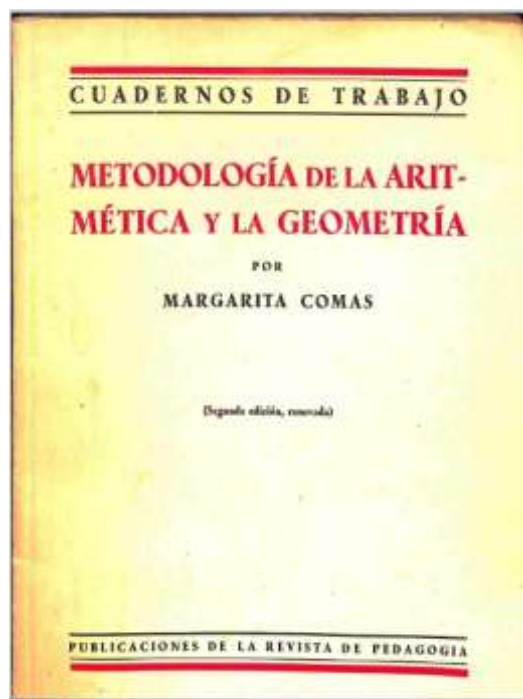 CUADERNOS DE TRABAJO
METODOLOGÍA DE LA ARIT-
MÉTICA Y LA GEOMETRÍA
POR
MARGARITA COMAS
(Segunda edición, renovada)
PUBLICACIONES DE LA REVISTA DE PEDAGOGIA